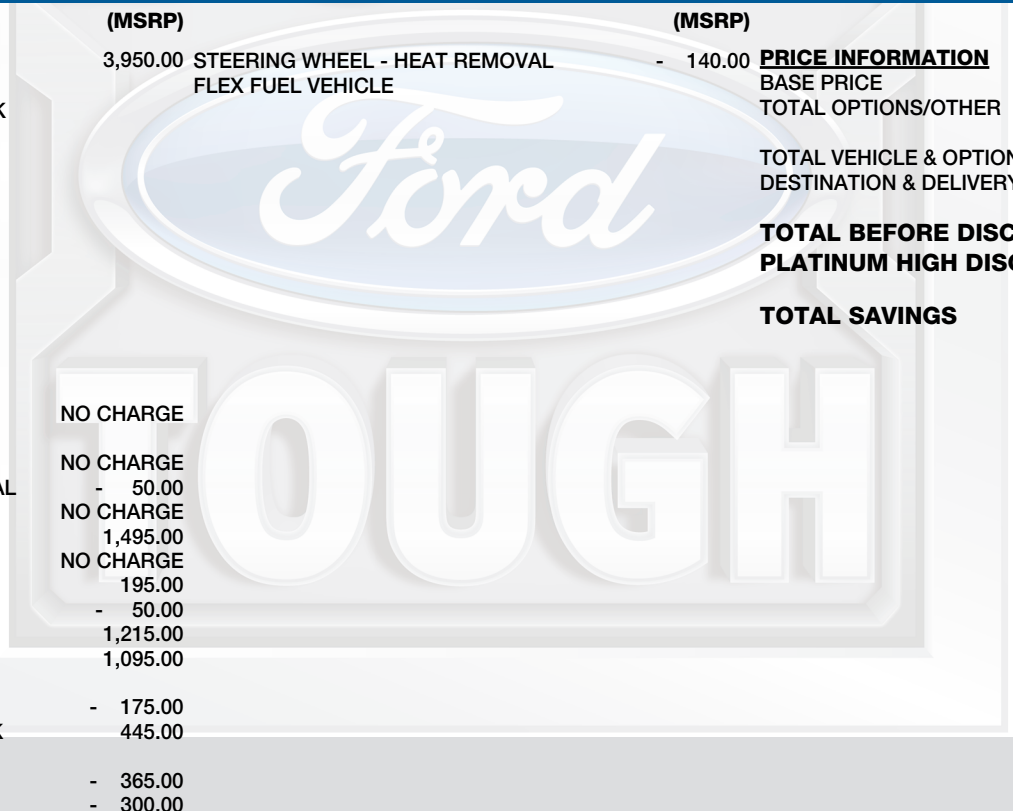 (MSRP)
3,950.00
K
NO CHARGE
NO CHARGE
AL - 50.00
NO CHARGE
1,495.00
NO CHARGE
195.00
- 50.00
1,215.00
1,095.00
- 175.00
K 445.00
- 365.00
- 300.00
(MSRP)
STEERING WHEEL - HEAT REMOVAL - 140.00
FLEX FUEL VEHICLE
PRICE INFORMATION
BASE PRICE
TOTAL OPTIONS/OTHER
TOTAL VEHICLE & OPTION
DESTINATION & DELIVERY
TOTAL BEFORE DISC
PLATINUM HIGH DISC
TOTAL SAVINGS
Ford
TOUGH